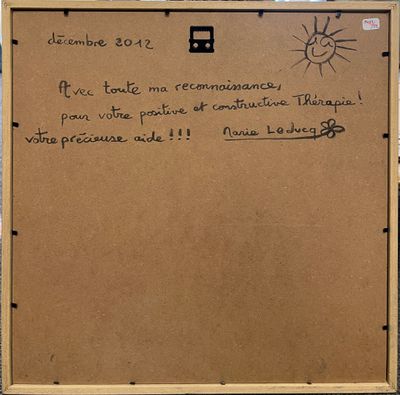 décembre 2012
Avec toute ma reconnaissance,
pour votre positive et constructive Thérapie !
votre précieuse aide !!!
Marie Leducq